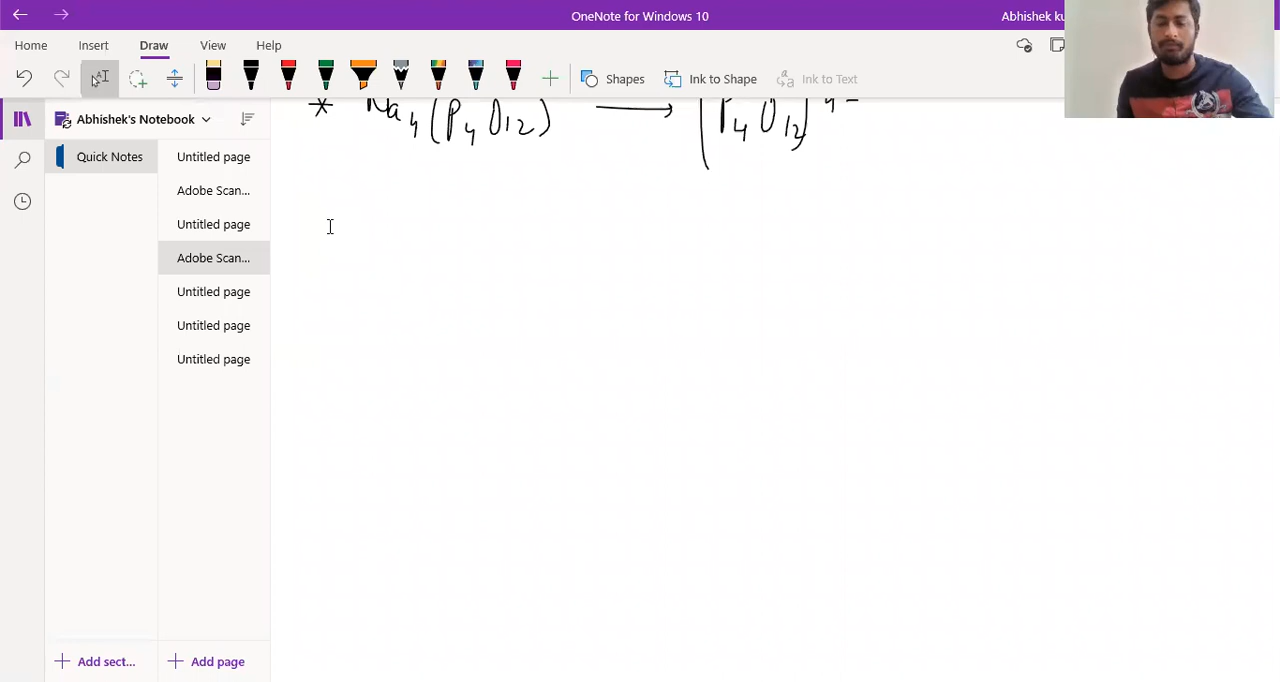 OneNote for Windows 10
Abhishek ku
Home Insert Draw View Help
Shapes Ink to Shape Ink to Text
Abhishek's Notebook
Quick Notes
Untitled page
Adobe Scan...
Untitled page
Adobe Scan...
Untitled page
Untitled page
Untitled page
* Na4(P4O12) ⟶ [P4O12]4-
Add sect... Add page